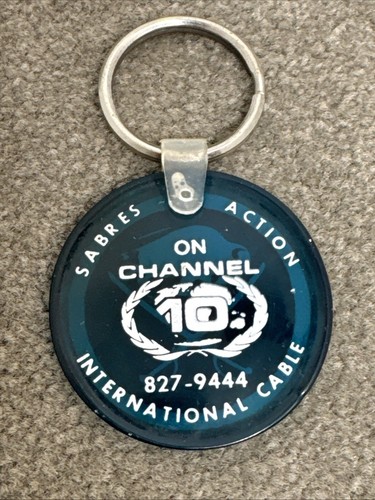 SABRES ACTION
ON
CHANNEL
10
827-9444
INTERNATIONAL CABLE